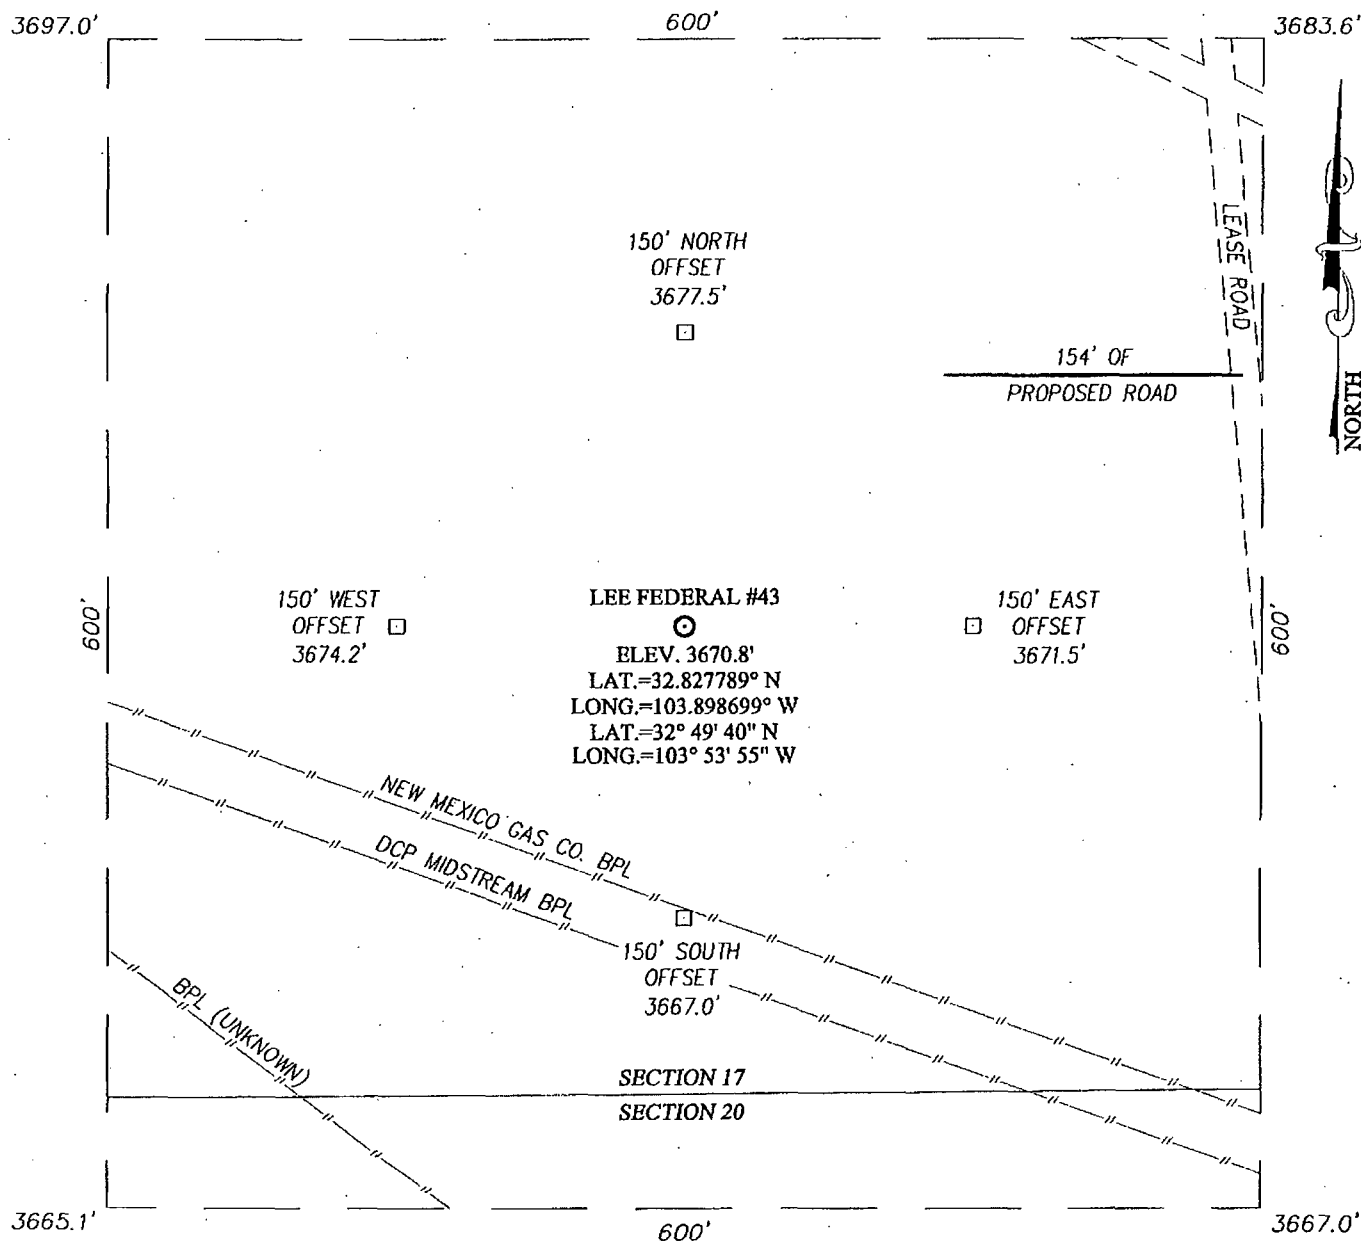 3697.0'
600'
3683.6'
150' NORTH
OFFSET
3677.5'
LEASE ROAD
154' OF
PROPOSED ROAD
NORTH
600'
150' WEST
OFFSET
3674.2'
LEE FEDERAL #43
ELEV. 3670.8'
LAT.=32.827789° N
LONG.=103.898699° W
LAT.=32° 49' 40" N
LONG.=103° 53' 55" W
150' EAST
OFFSET
3671.5'
600'
NEW MEXICO GAS CO. BPL
DCP MIDSTREAM BPL
150' SOUTH
OFFSET
3667.0'
BPL (UNKNOWN)
SECTION 17
SECTION 20
3665.1'
600'
3667.0'